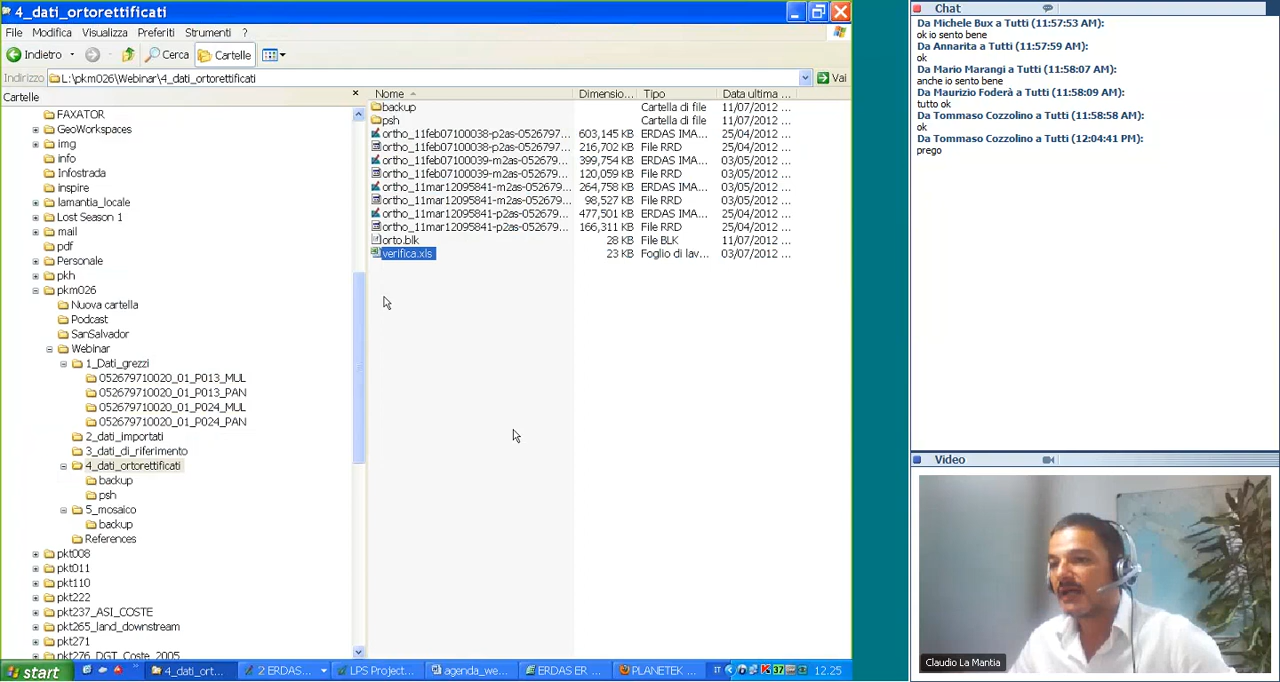 4_dati_ortorettificati
File Modifica Visualizza Preferiti Strumenti ?
Indietro Cerca Cartelle
Indirizzo L:\pkm026\Webinar\4_dati_ortorettificati Vai
Cartelle
FAXATOR
GeoWorkspaces
img
info
Infostrada
inspire
lamantia_locale
Lost Season 1
mail
pdf
Personale
pkh
pkm026
Nuova cartella
Podcast
SanSalvador
Webinar
1_Dati_grezzi
052679710020_01_P013_MUL
052679710020_01_P013_PAN
052679710020_01_P024_MUL
052679710020_01_P024_PAN
2_dati_importati
3_dati_di_riferimento
4_dati_ortorettificati
backup
psh
5_mosaico
backup
References
pkt008
pkt011
pkt110
pkt222
pkt237_ASI_COSTE
pkt265_land_downstream
pkt271
pkt276_DGT_Coste_2005
Nome Dimensio... Tipo Data ultima ...
backup Cartella di file 11/07/2012 ...
psh Cartella di file 11/07/2012 ...
ortho_11feb07100038-p2as-0526797... 603,145 KB ERDAS IMA... 25/04/2012 ...
ortho_11feb07100038-p2as-0526797... 216,702 KB File RRD 25/04/2012 ...
ortho_11feb07100039-m2as-052679... 399,754 KB ERDAS IMA... 03/05/2012 ...
ortho_11feb07100039-m2as-052679... 120,059 KB File RRD 03/05/2012 ...
ortho_11mar12095841-m2as-052679... 264,758 KB ERDAS IMA... 03/05/2012 ...
ortho_11mar12095841-m2as-052679... 98,527 KB File RRD 03/05/2012 ...
ortho_11mar12095841-p2as-052679... 477,501 KB ERDAS IMA... 25/04/2012 ...
ortho_11mar12095841-p2as-052679... 166,311 KB File RRD 25/04/2012 ...
orto.blk 28 KB File BLK 11/07/2012 ...
verifica.xls 23 KB Foglio di lav... 03/07/2012 ...
start 4_dati_ort... 2 ERDAS... LPS Project... agenda_we... ERDAS ER ... PLANETEK ... IT 37 12.25
Chat
Da Michele Bux a Tutti (11:57:53 AM):
ok io sento bene
Da Annarita a Tutti (11:57:59 AM):
ok
Da Mario Marangi a Tutti (11:58:07 AM):
anche io sento bene
Da Maurizio Foderà a Tutti (11:58:09 AM):
tutto ok
Da Tommaso Cozzolino a Tutti (11:58:58 AM):
ok
Da Tommaso Cozzolino a Tutti (12:04:41 PM):
prego
Video
Claudio La Mantia